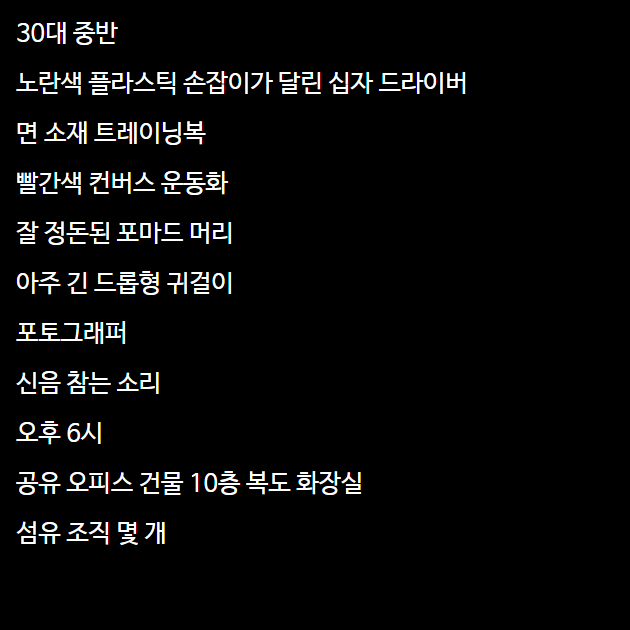 30대 중반
노란색 플라스틱 손잡이가 달린 십자 드라이버
면 소재 트레이닝복
빨간색 컨버스 운동화
잘 정돈된 포마드 머리
아주 긴 드롭형 귀걸이
포토그래퍼
신음 참는 소리
오후 6시
공유 오피스 건물 10층 복도 화장실
섬유 조직 몇 개